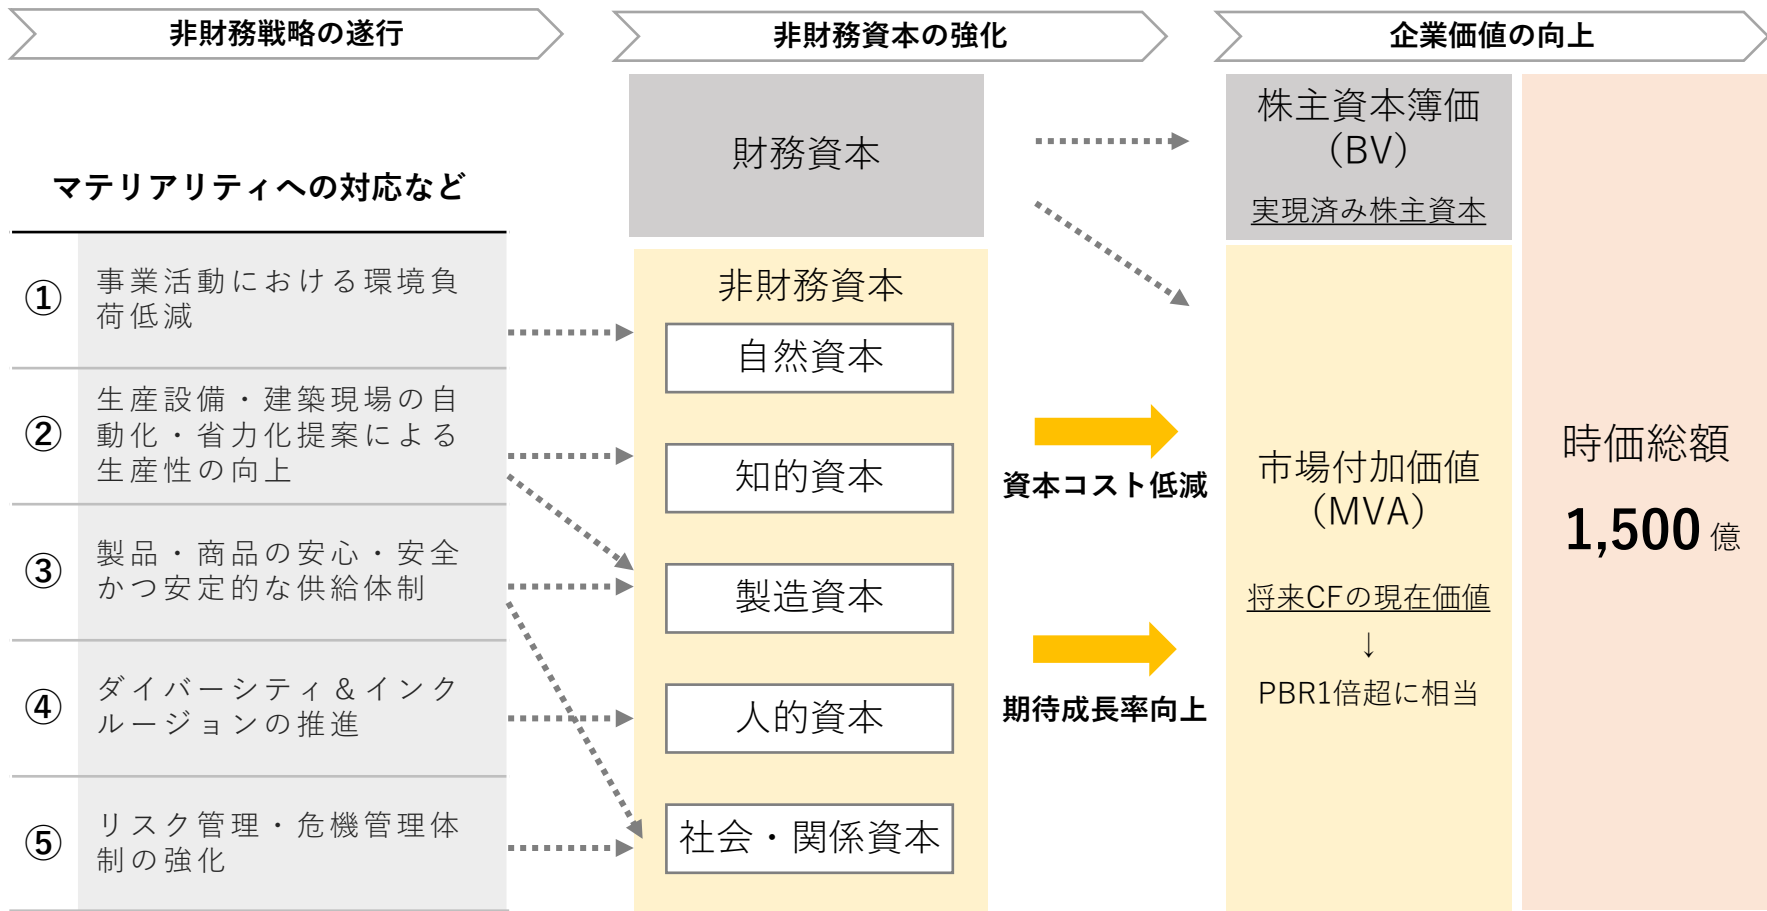 非財務戦略の遂行
非財務資本の強化
企業価値の向上
マテリアリティへの対応など
①
事業活動における環境負
荷低減
②
生産設備・建築現場の自
動化・省力化提案による
生産性の向上
③
製品・商品の安心・安全
かつ安定的な供給体制
④
ダイバーシティ＆インク
ルージョンの推進
⑤
リスク管理・危機管理体
制の強化
財務資本
非財務資本
自然資本
知的資本
製造資本
人的資本
社会・関係資本
資本コスト低減
期待成長率向上
株主資本簿価
（BV）
実現済み株主資本
市場付加価値
（MVA）
将来CFの現在価値
↓
PBR1倍超に相当
時価総額
1,500億